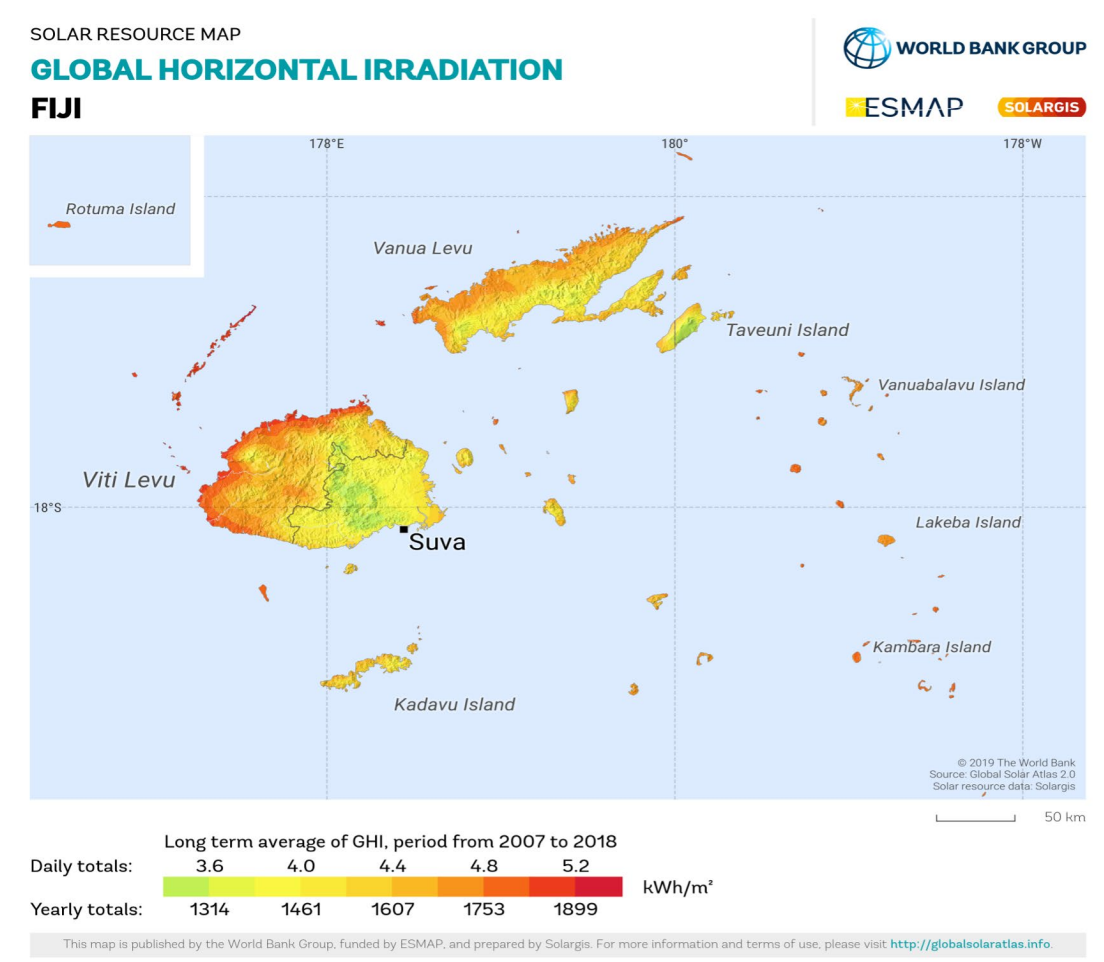 SOLAR RESOURCE MAP
GLOBAL HORIZONTAL IRRADIATION
FIJI
WORLD BANK GROUP
ESMAP
SOLARGIS
178°E
180°
178°W
Rotuma Island
Vanua Levu
Taveuni Island
Vanuabalavu Island
Viti Levu
18°S
Lakeba Island
Suva
Kambara Island
Kadavu Island
© 2019 The World Bank
Source: Global Solar Atlas 2.0
Solar resource data: Solargis
50 km
Long term average of GHI, period from 2007 to 2018
Daily totals: 3.6 4.0 4.4 4.8 5.2
kWh/m²
Yearly totals: 1314 1461 1607 1753 1899
This map is published by the World Bank Group, funded by ESMAP, and prepared by Solargis. For more information and terms of use, please visit http://globalsolaratlas.info.